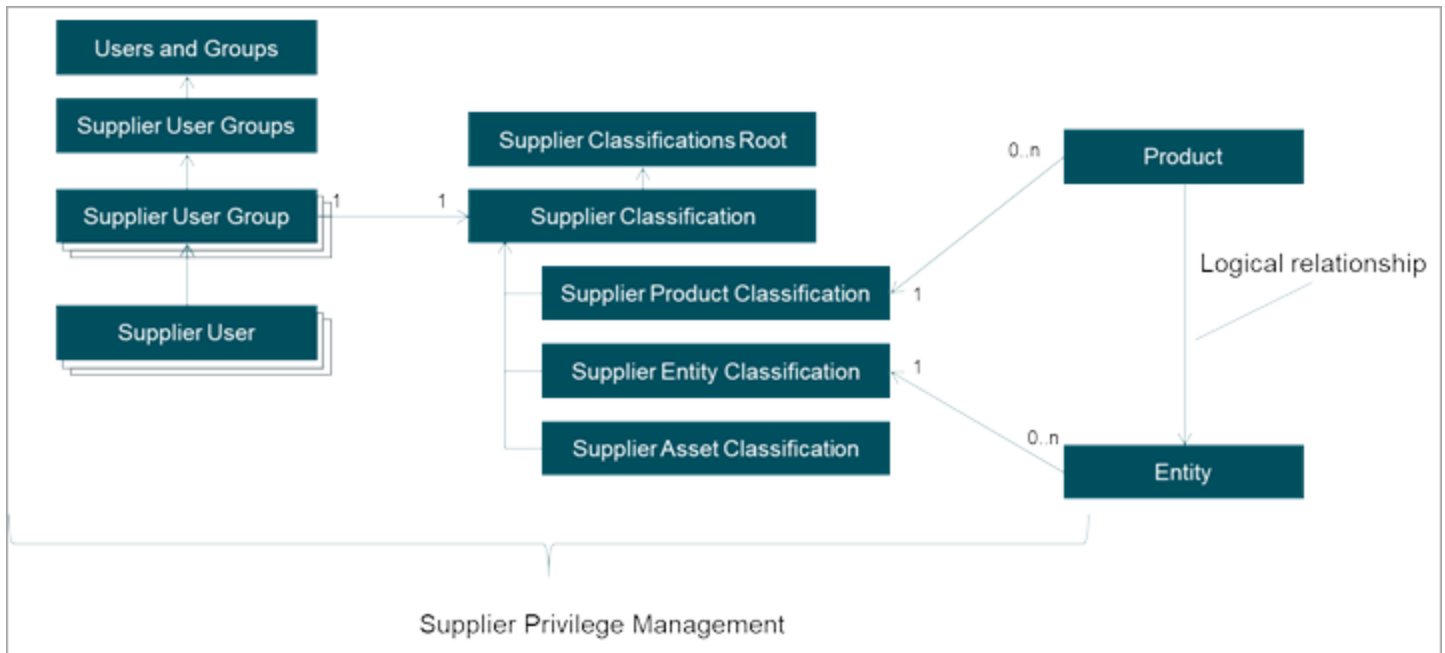 Users and Groups
Supplier User Groups
Supplier User Group
Supplier User
1
1
Supplier Classifications Root
Supplier Classification
Supplier Product Classification
Supplier Entity Classification
Supplier Asset Classification
0..n
1
1
0..n
Product
Logical relationship
Entity
Supplier Privilege Management